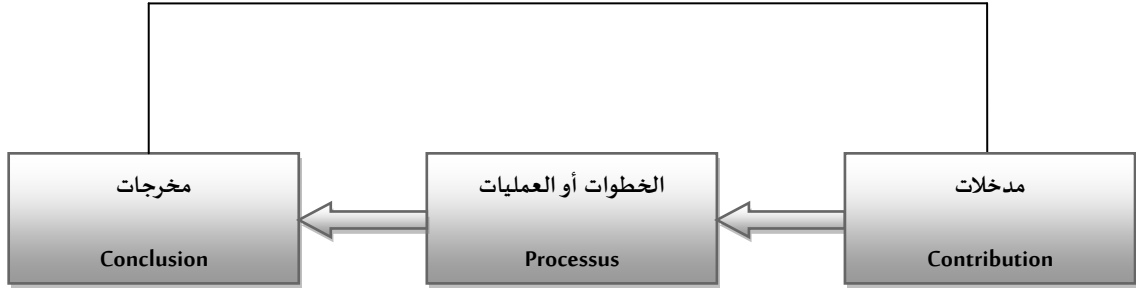 مدخلات
Contribution
الخطوات أو العمليات
Processus
مخرجات
Conclusion